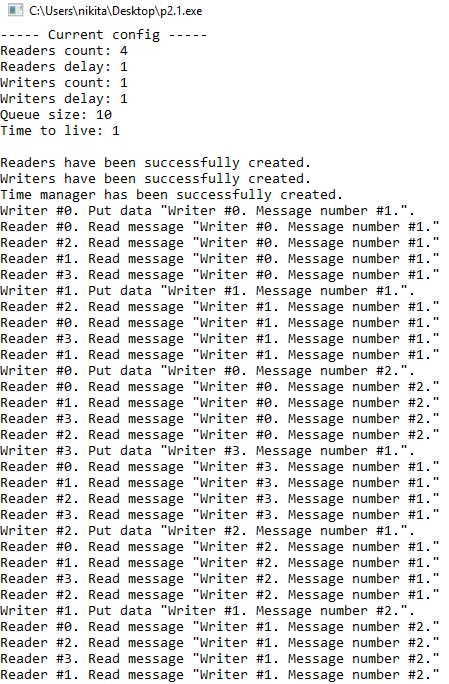 C:\Users\nikita\Desktop\p2.1.exe
----- Current config -----
Readers count: 4
Readers delay: 1
Writers count: 1
Writers delay: 1
Queue size: 10
Time to live: 1
Readers have been successfully created.
Writers have been successfully created.
Time manager has been successfully created.
Writer #0. Put data "Writer #0. Message number #1.".
Reader #0. Read message "Writer #0. Message number #1."
Reader #2. Read message "Writer #0. Message number #1."
Reader #1. Read message "Writer #0. Message number #1."
Reader #3. Read message "Writer #0. Message number #1."
Writer #1. Put data "Writer #1. Message number #1.".
Reader #2. Read message "Writer #1. Message number #1."
Reader #0. Read message "Writer #1. Message number #1."
Reader #3. Read message "Writer #1. Message number #1."
Reader #1. Read message "Writer #1. Message number #1."
Writer #0. Put data "Writer #0. Message number #2.".
Reader #0. Read message "Writer #0. Message number #2."
Reader #1. Read message "Writer #0. Message number #2."
Reader #3. Read message "Writer #0. Message number #2."
Reader #2. Read message "Writer #0. Message number #2."
Writer #3. Put data "Writer #3. Message number #1.".
Reader #0. Read message "Writer #3. Message number #1."
Reader #1. Read message "Writer #3. Message number #1."
Reader #2. Read message "Writer #3. Message number #1."
Reader #3. Read message "Writer #3. Message number #1."
Writer #2. Put data "Writer #2. Message number #1.".
Reader #0. Read message "Writer #2. Message number #1."
Reader #1. Read message "Writer #2. Message number #1."
Reader #3. Read message "Writer #2. Message number #1."
Reader #2. Read message "Writer #2. Message number #1."
Writer #1. Put data "Writer #1. Message number #2.".
Reader #0. Read message "Writer #1. Message number #2."
Reader #2. Read message "Writer #1. Message number #2."
Reader #3. Read message "Writer #1. Message number #2."
Reader #1. Read message "Writer #1. Message number #2."